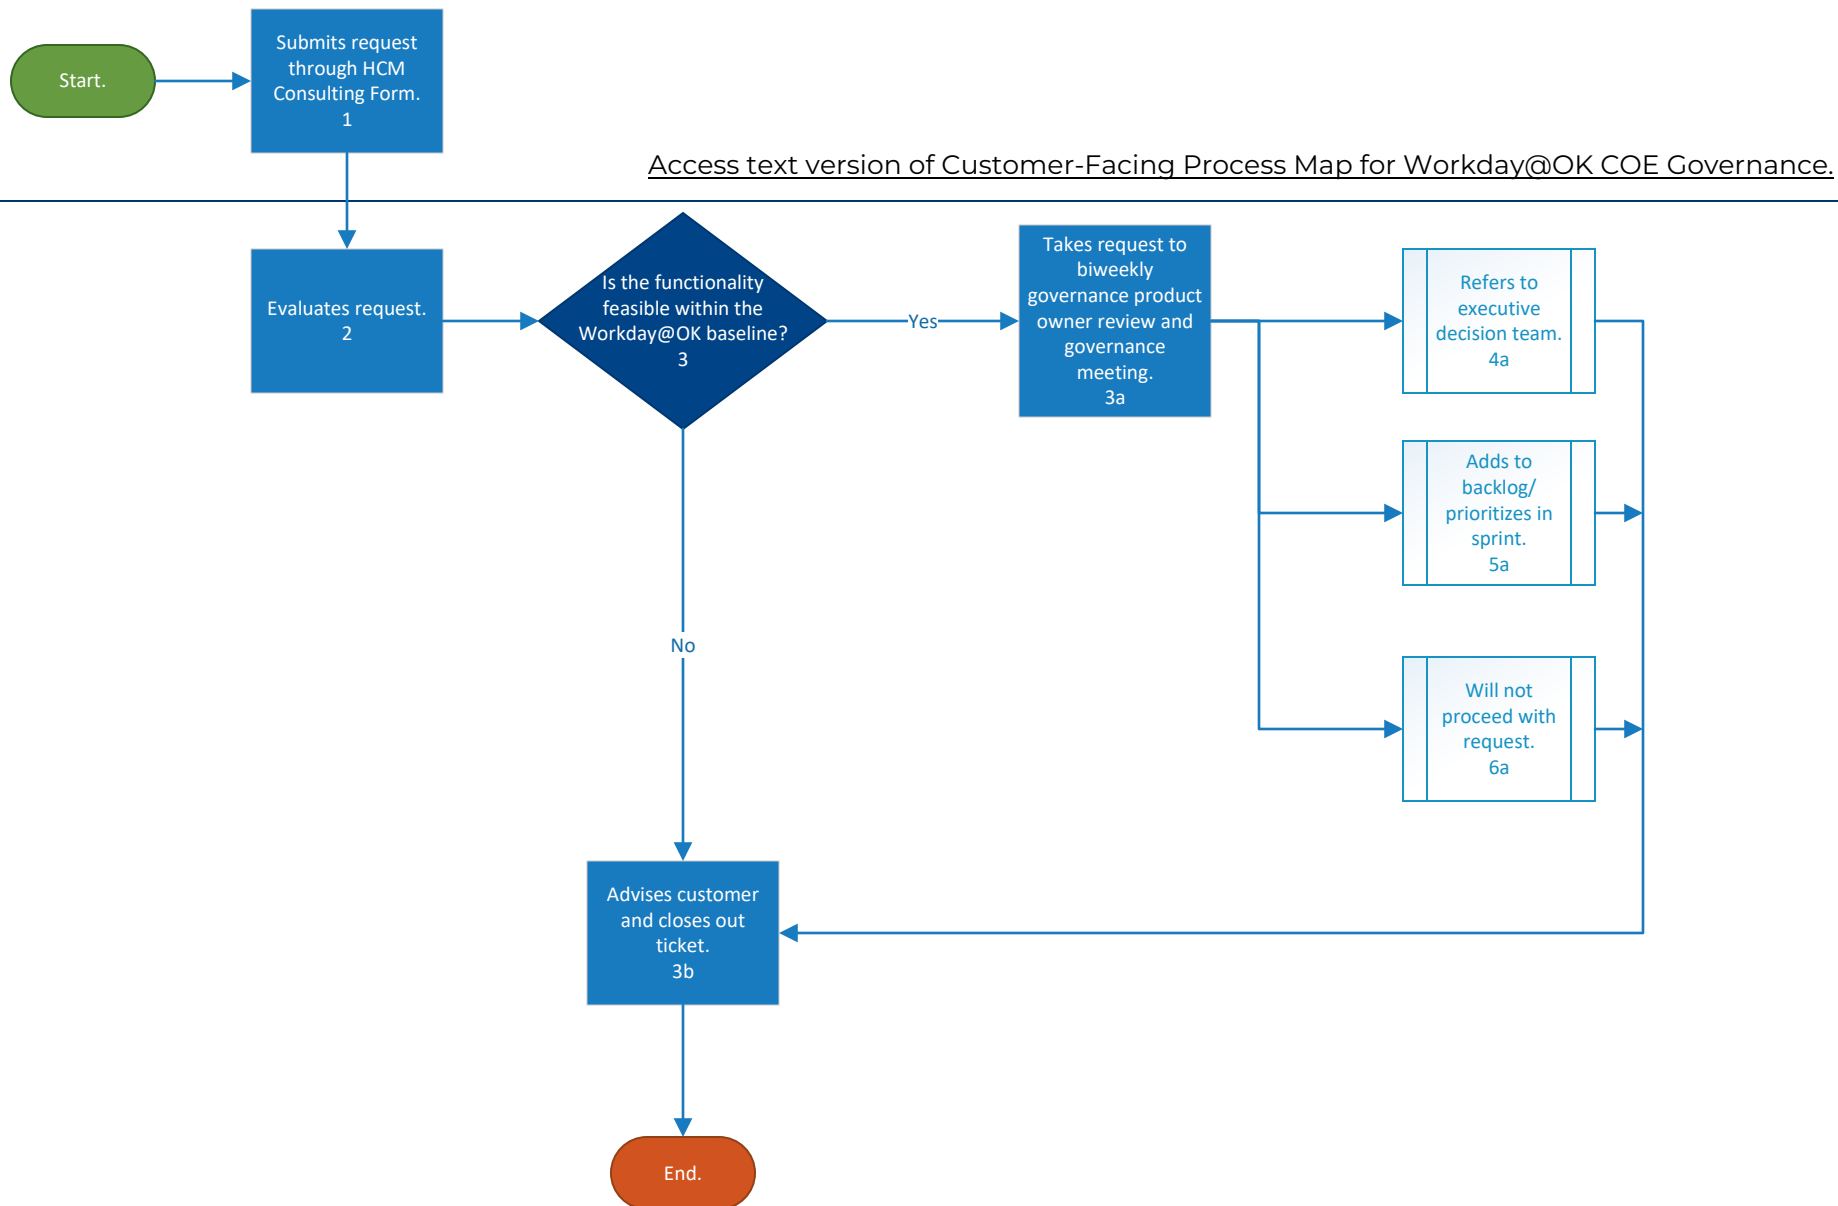 Start.
Submits request
through HCM
Consulting Form.
1
Access text version of Customer-Facing Process Map for Workday@OK COE Governance.
Evaluates request.
2
Is the functionality
feasible within the
Workday@OK baseline?
3
Yes
Takes request to
biweekly
governance product
owner review and
governance
meeting.
3a
Refers to
executive
decision team.
4a
Adds to
backlog/
prioritizes in
sprint.
5a
No
Will not
proceed with
request.
6a
Advises customer
and closes out
ticket.
3b
End.